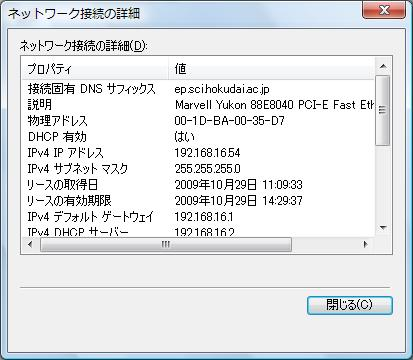 ネットワーク接続の詳細
ネットワーク接続の詳細(D):
プロパティ 値
接続固有 DNS サフィックス ep.sci.hokudai.ac.jp
説明 Marvell Yukon 88E8040 PCI-E Fast Eth
物理アドレス 00-1D-BA-00-35-D7
DHCP 有効 はい
IPv4 IP アドレス 192.168.16.54
IPv4 サブネット マスク 255.255.255.0
リースの取得日 2009年10月29日 11:09:33
リースの有効期限 2009年10月29日 14:29:37
IPv4 デフォルト ゲートウェイ 192.168.16.1
IPv4 DHCP サーバー 192.168.16.2
閉じる(C)